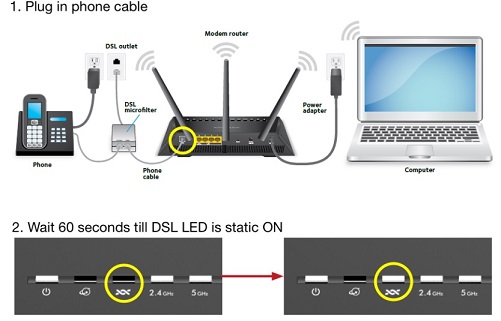 1. Plug in phone cable
Modem router
DSL outlet
DSL
microfilter
Power
adapter
Phone
cable
Phone
Computer
2. Wait 60 seconds till DSL LED is static ON
2.4 GHz 5 GHz
2.4 GHz 5 GHz